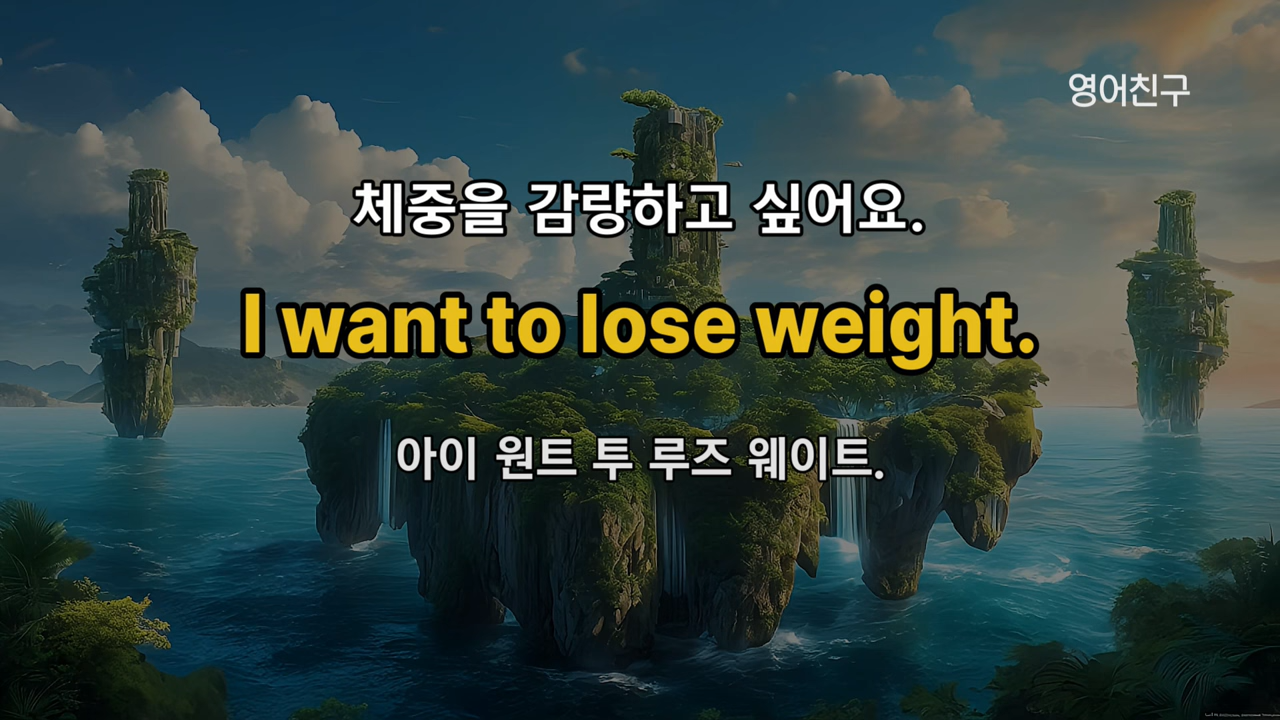 영어친구
체중을 감량하고 싶어요.
I want to lose weight.
아이 원트 투 루즈 웨이트.